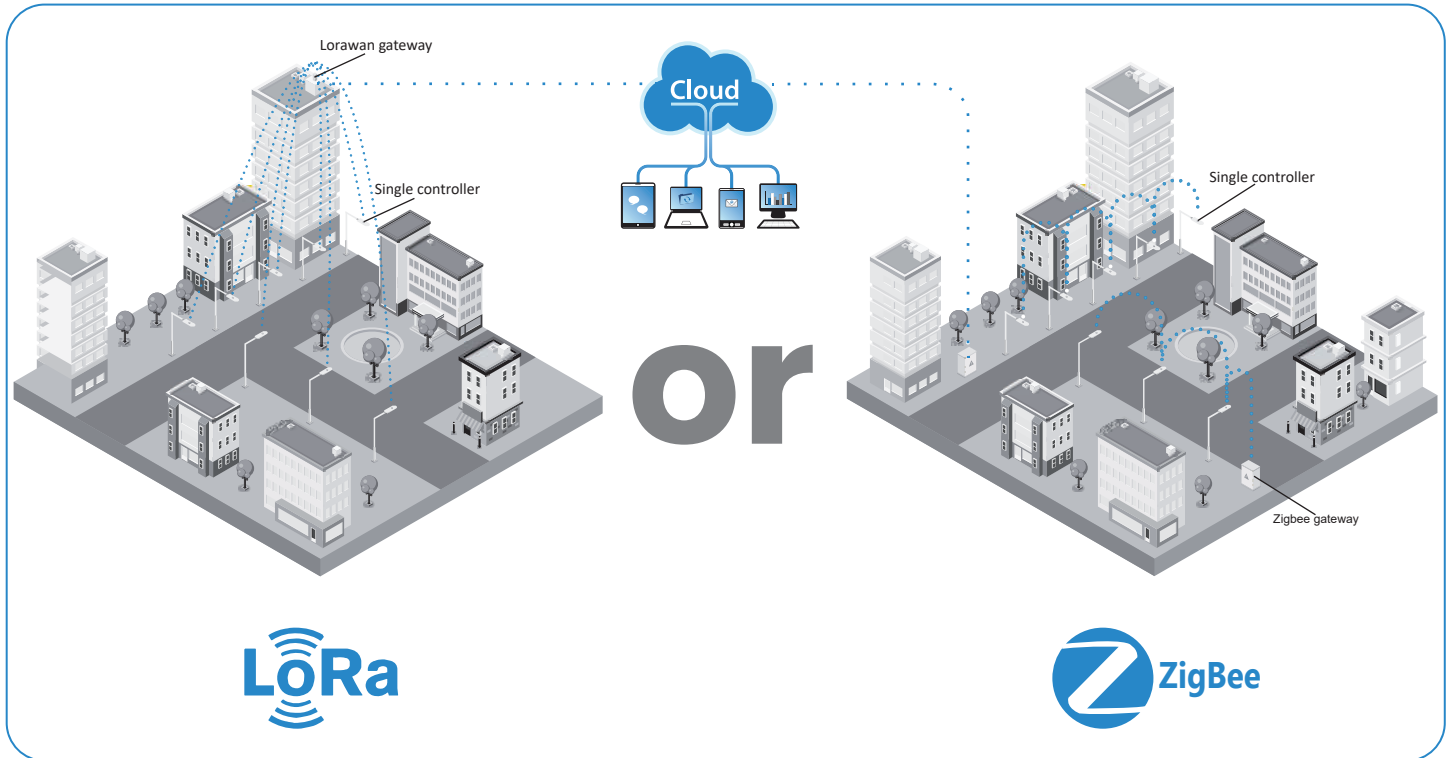 Lorawan gateway
Cloud
Single controller
Single controller
or
Zigbee gateway
LoRa
ZigBee